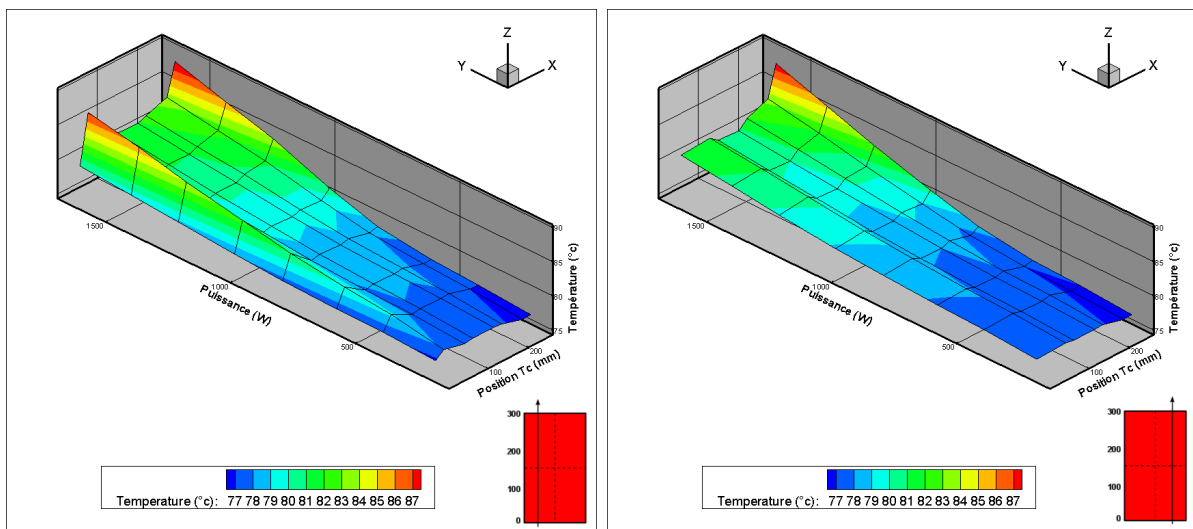 Z
Y
X
1500
1000
500
Puissance (W)
100
200
Position Tc (mm)
90
85
80
75
Température (°c)
300
200
100
0
Temperature (°c): 77 78 79 80 81 82 83 84 85 86 87
Z
Y
X
1500
1000
500
Puissance (W)
100
200
Position Tc (mm)
90
85
80
75
Température (°c)
300
200
100
0
Temperature (°c): 77 78 79 80 81 82 83 84 85 86 87